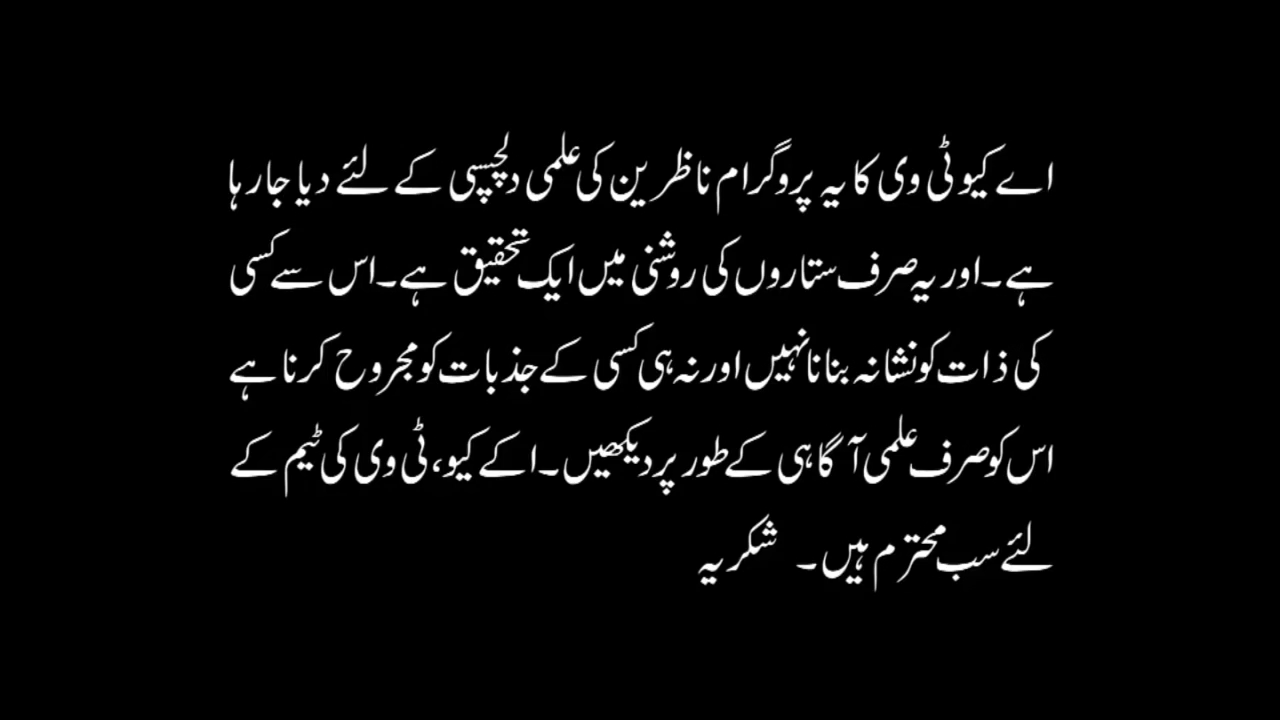 اے کیو ٹی وی کا یہ پروگرام ناظرین کی علمی دلچسپی کے لئے دیا جارہا
ہے۔اور یہ صرف ستاروں کی روشنی میں ایک تحقیق ہے۔اس سے کسی
کی ذات کو نشانہ بنانا نہیں اور نہ ہی کسی کے جذبات کو مجروح کرنا ہے
اس کو صرف علمی آ گاہی کے طور پر دیکھیں۔اکے کیو،ٹی وی کی ٹیم کے
لئے سب محترم ہیں۔ شکریہ